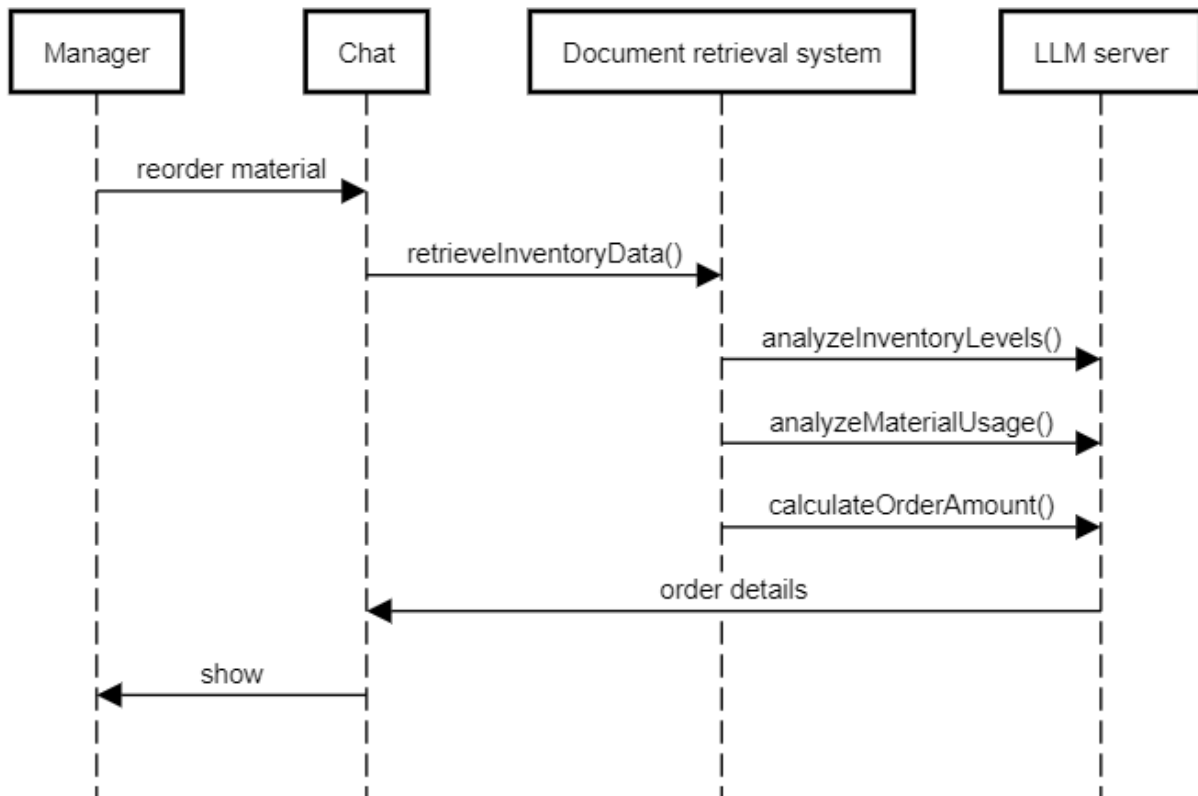 Manager
Chat
Document retrieval system
LLM server
reorder material
retrieveInventoryData()
analyzeInventoryLevels()
analyzeMaterialUsage()
calculateOrderAmount()
order details
show